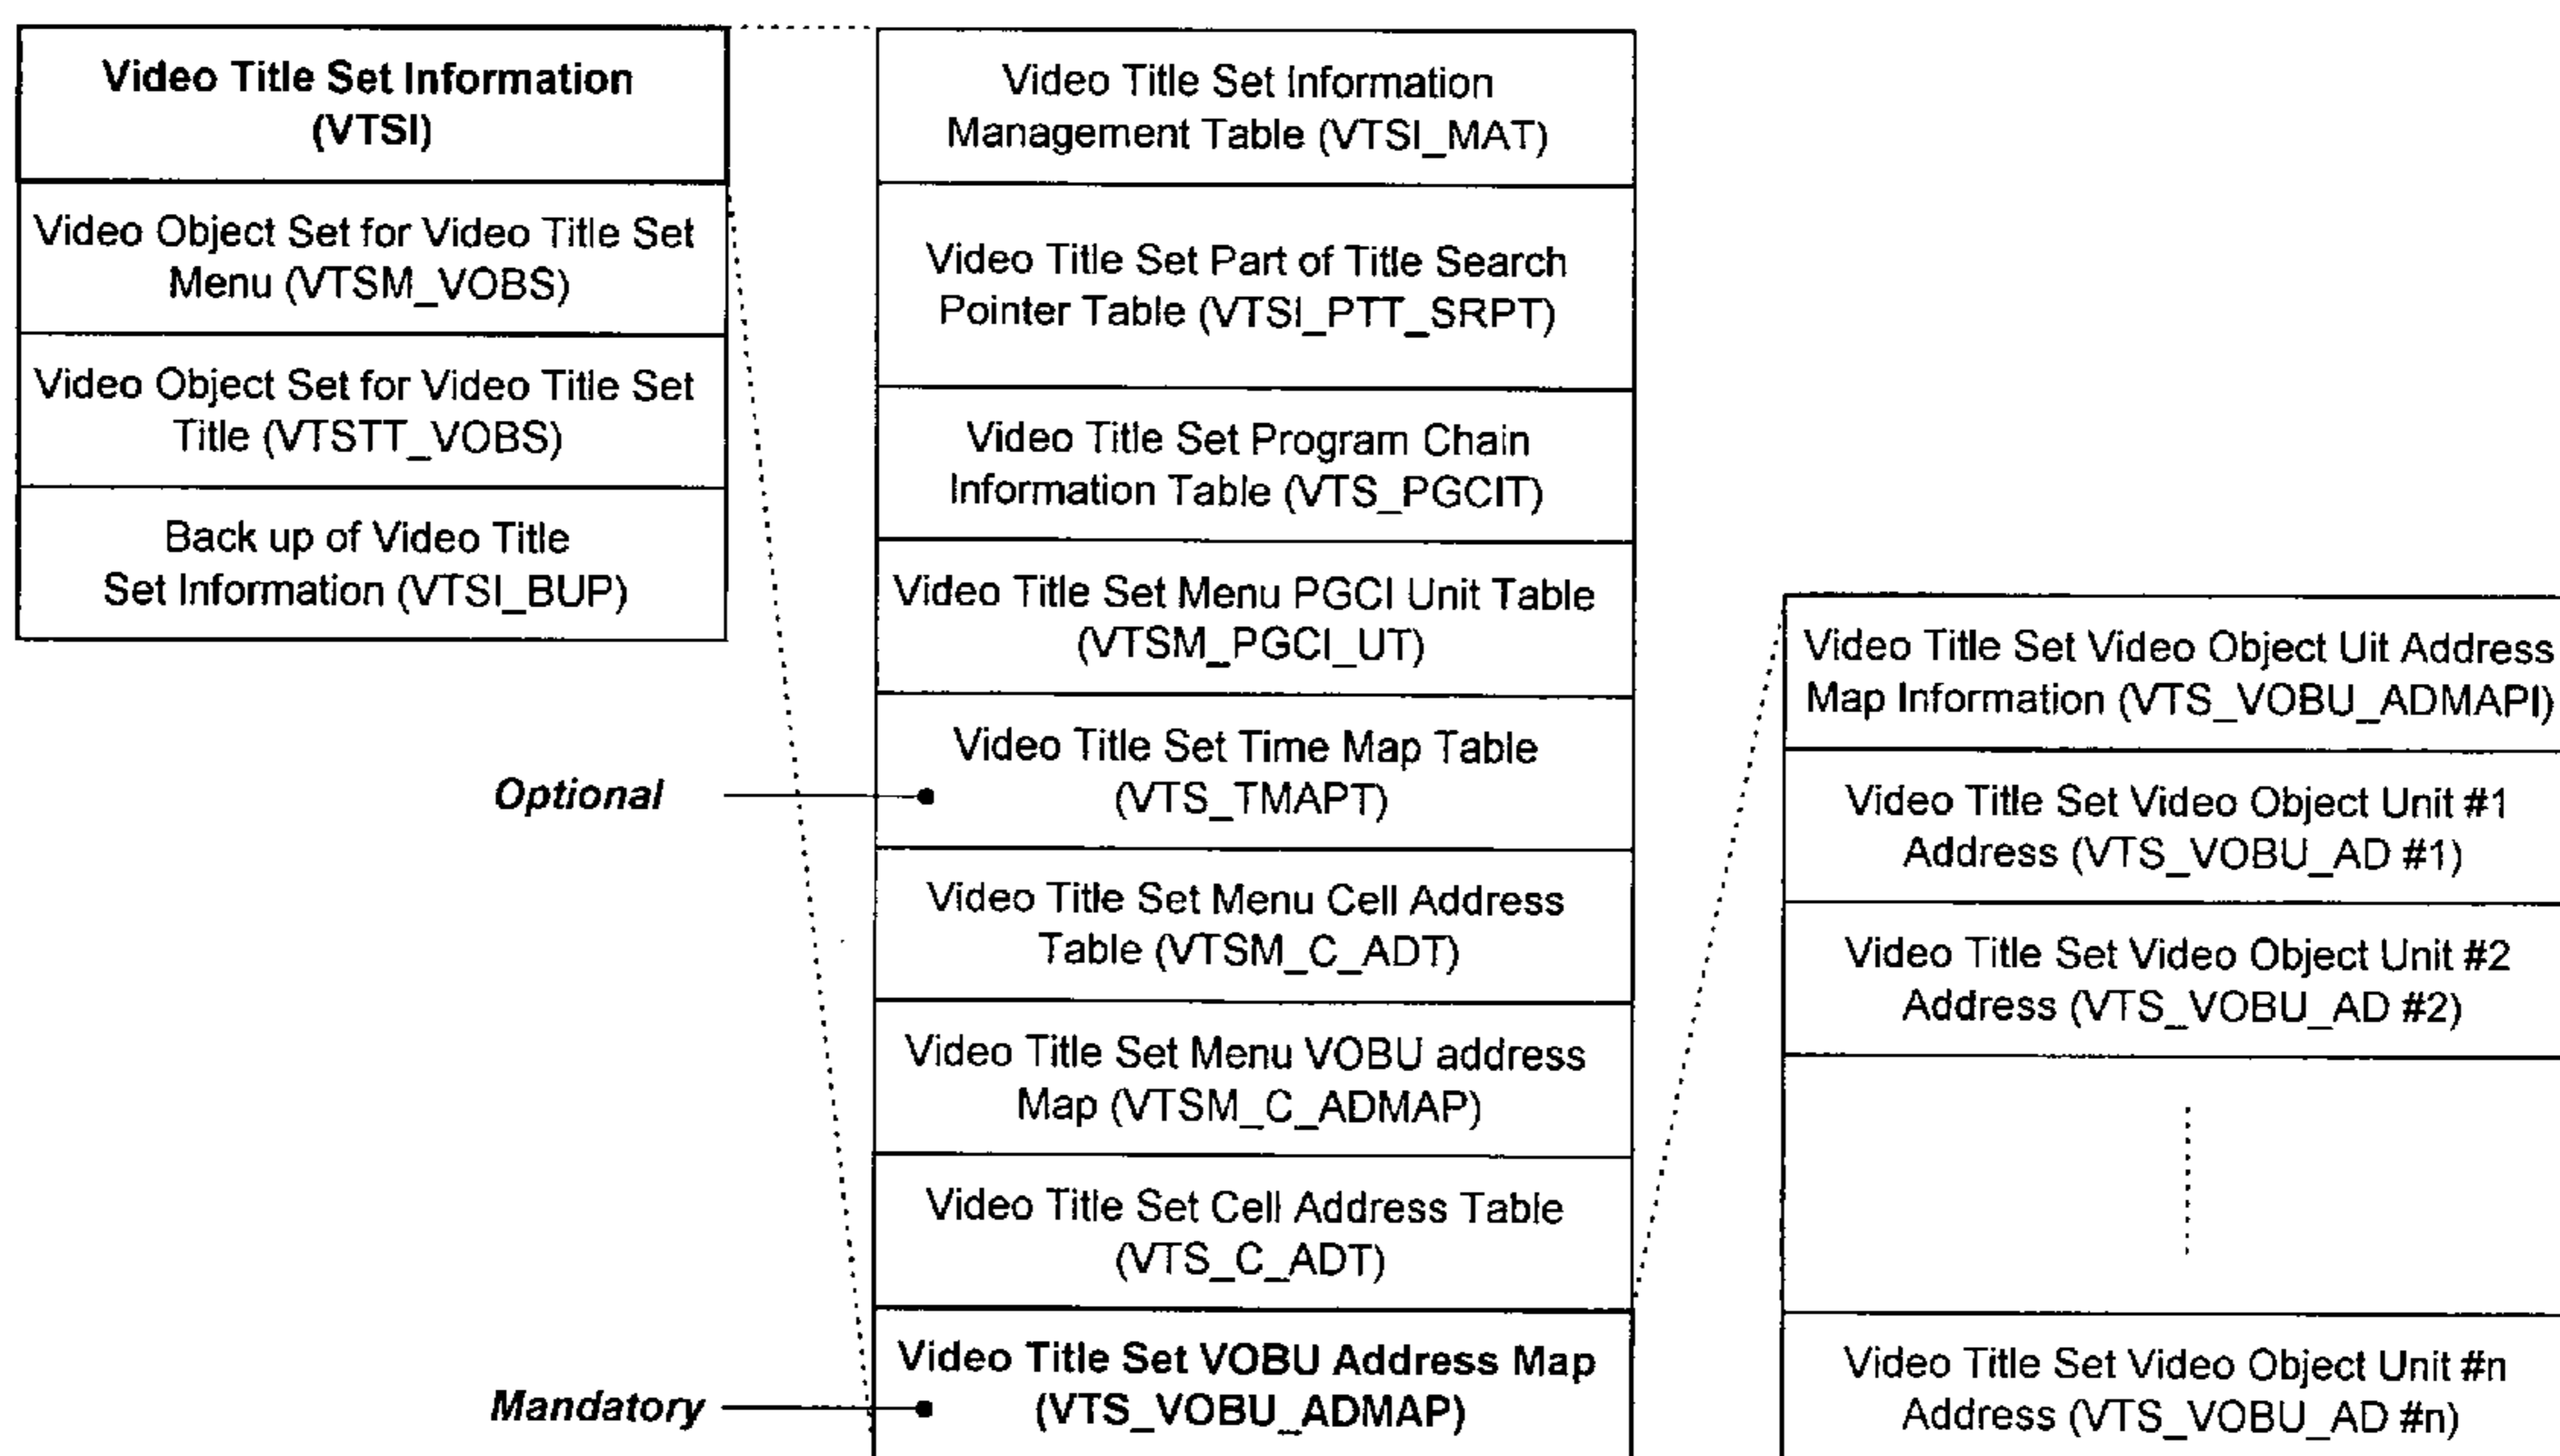 Video Title Set Information
(VTSI)
Video Object Set for Video Title Set
Menu (VTSM_VOBS)
Video Object Set for Video Title Set
Title (VTSTT_VOBS)
Back up of Video Title
Set Information (VTSI_BUP)
Video Title Set Information
Management Table (VTSI_MAT)
Video Title Set Part of Title Search
Pointer Table (VTSI_PTT_SRPT)
Video Title Set Program Chain
Information Table (VTS_PGCIT)
Video Title Set Menu PGCI Unit Table
(VTSM_PGCI_UT)
Optional
Video Title Set Time Map Table
(VTS_TMAPT)
Video Title Set Menu Cell Address
Table (VTSM_C_ADT)
Video Title Set Menu VOBU address
Map (VTSM_C_ADMAP)
Video Title Set Cell Address Table
(VTS_C_ADT)
Mandatory
Video Title Set VOBU Address Map
(VTS_VOBU_ADMAP)
Video Title Set Video Object Uit Address
Map Information (VTS_VOBU_ADMAPI)
Video Title Set Video Object Unit #1
Address (VTS_VOBU_AD #1)
Video Title Set Video Object Unit #2
Address (VTS_VOBU_AD #2)
Video Title Set Video Object Unit #n
Address (VTS_VOBU_AD #n)